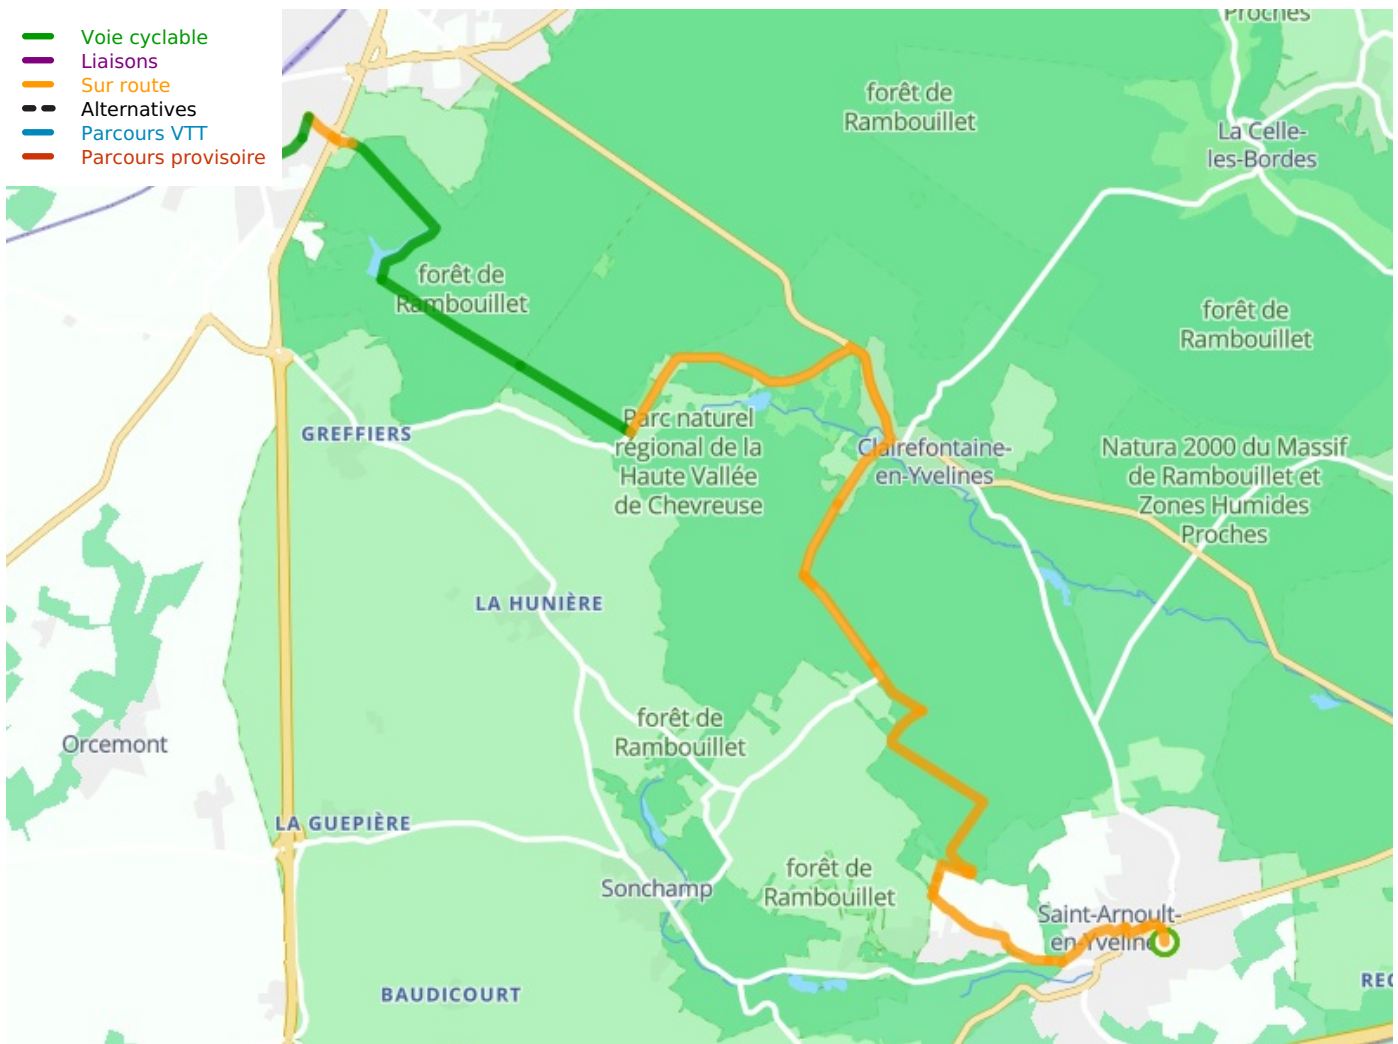 Voie cyclable
Liaisons
Sur route
Alternatives
Parcours VTT
Parcours provisoire
Proches
forêt de
Rambouillet
La Celle-
les-Bordes
forêt de
Rambouillet
forêt de
Rambouillet
GREFFIERS
Parc naturel
régional de la
Haute Vallée
de Chevreuse
Clairefontaine-
en-Yvelines
Natura 2000 du Massif
de Rambouillet et
Zones Humides
Proches
LA HUNIÈRE
Orcemont
forêt de
Rambouillet
LA GUEPIÈRE
Sonchamp
forêt de
Rambouillet
Saint-Arnoult-
en-Yveline
BAUDICOURT
REC